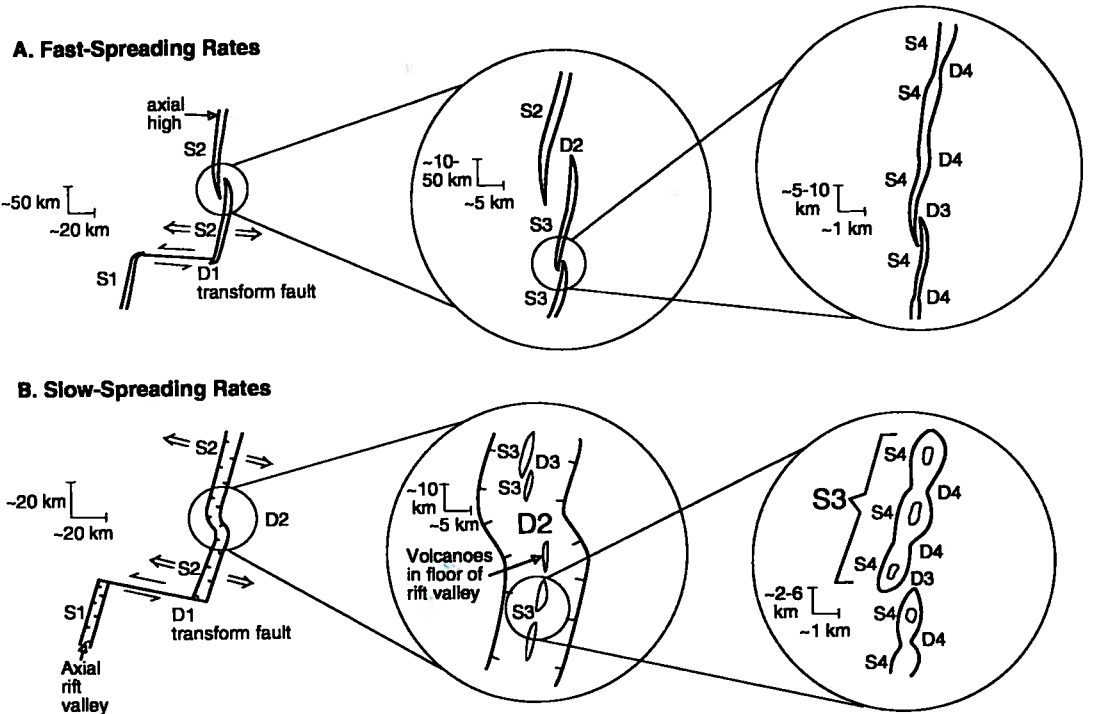 A. Fast-Spreading Rates
axial
high
S2
~50 km
~20 km
S2
S1
D1
transform fault
S2
D2
~10-
50 km
~5 km
S3
S3
S4
D4
S4
D4
S4
~5-10
km
~1 km
D3
S4
D4
B. Slow-Spreading Rates
S2
~20 km
~20 km
D2
S2
S1
D1
transform fault
Axial
rift
valley
S3
D3
S3
~10
km
~5 km
D2
Volcanoes
in floor of
rift valley
S3
S4
D4
S3
S4
D4
S4
D3
~2-6
km
~1 km
S4
D4
S4